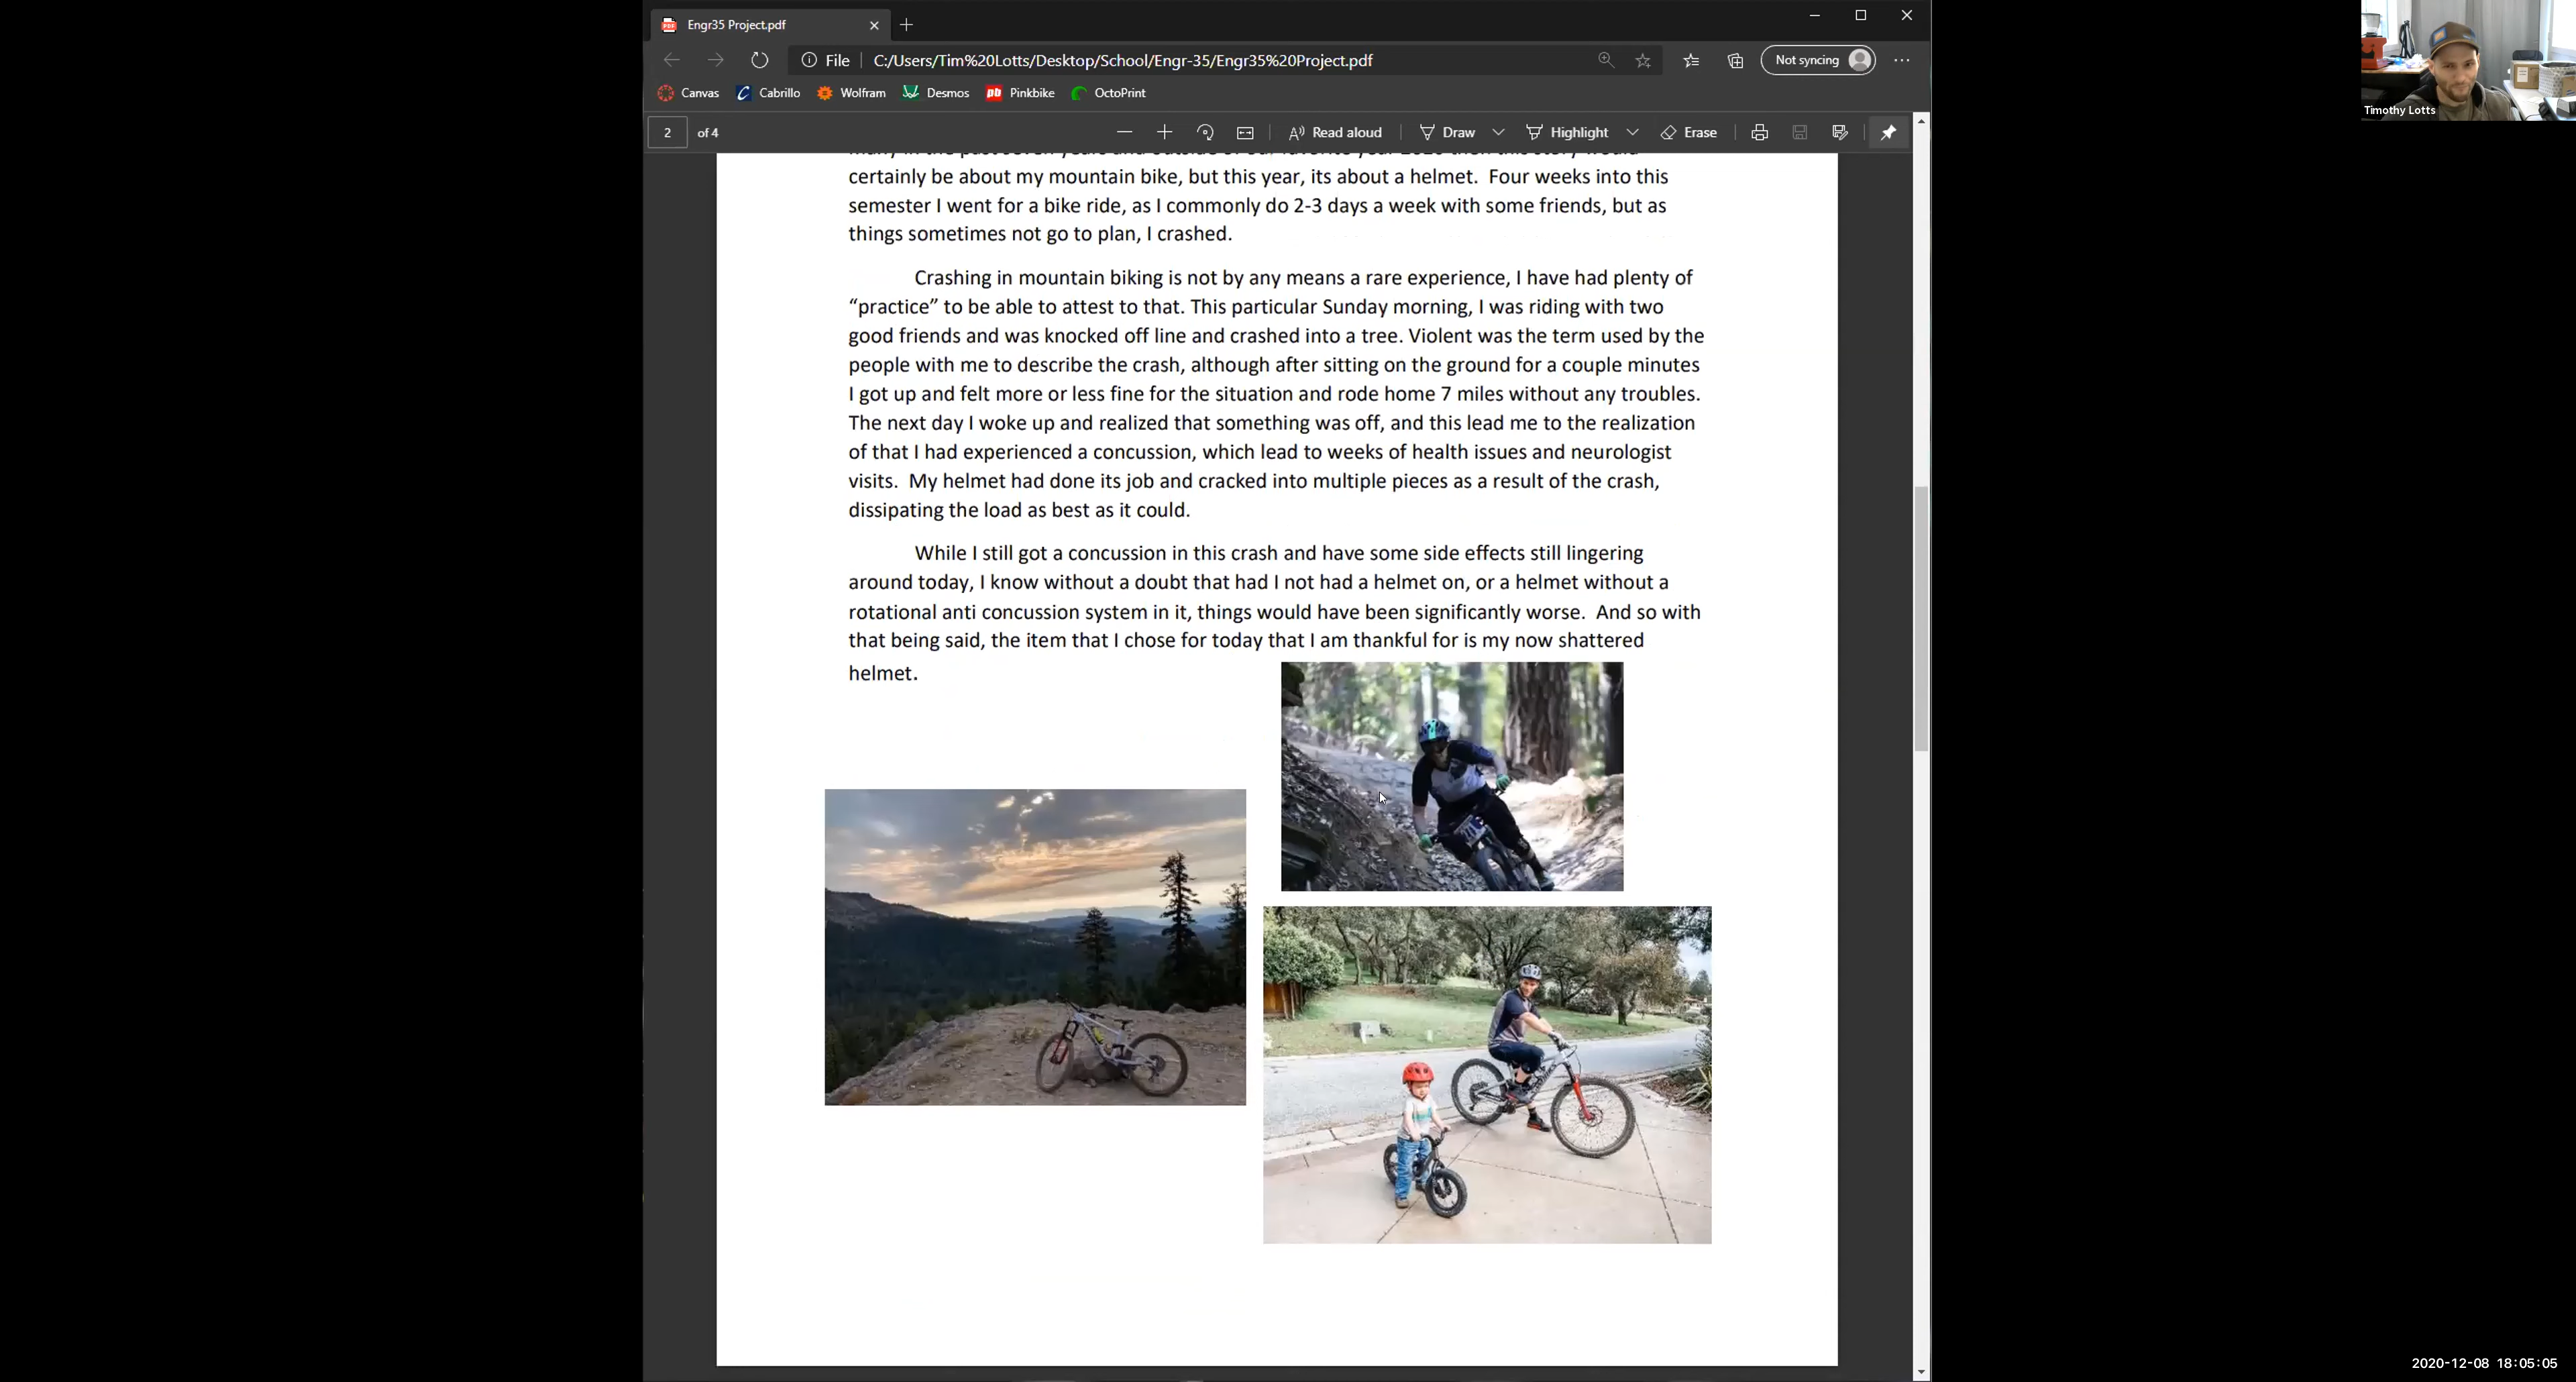 Engr35 Project.pdf
File C:/Users/Tim%20Lotts/Desktop/School/Engr-35/Engr35%20Project.pdf Not syncing
Canvas Cabrillo Wolfram Desmos Pinkbike OctoPrint
2 of 4 Read aloud Draw Highlight Erase
certainly be about my mountain bike, but this year, its about a helmet.  Four weeks into this
semester I went for a bike ride, as I commonly do 2-3 days a week with some friends, but as
things sometimes not go to plan, I crashed.
Crashing in mountain biking is not by any means a rare experience, I have had plenty of
“practice” to be able to attest to that. This particular Sunday morning, I was riding with two
good friends and was knocked off line and crashed into a tree. Violent was the term used by the
people with me to describe the crash, although after sitting on the ground for a couple minutes
I got up and felt more or less fine for the situation and rode home 7 miles without any troubles.
The next day I woke up and realized that something was off, and this lead me to the realization
of that I had experienced a concussion, which lead to weeks of health issues and neurologist
visits.  My helmet had done its job and cracked into multiple pieces as a result of the crash,
dissipating the load as best as it could.
While I still got a concussion in this crash and have some side effects still lingering
around today, I know without a doubt that had I not had a helmet on, or a helmet without a
rotational anti concussion system in it, things would have been significantly worse.  And so with
that being said, the item that I chose for today that I am thankful for is my now shattered
helmet.
Timothy Lotts
2020-12-08 18:05:05